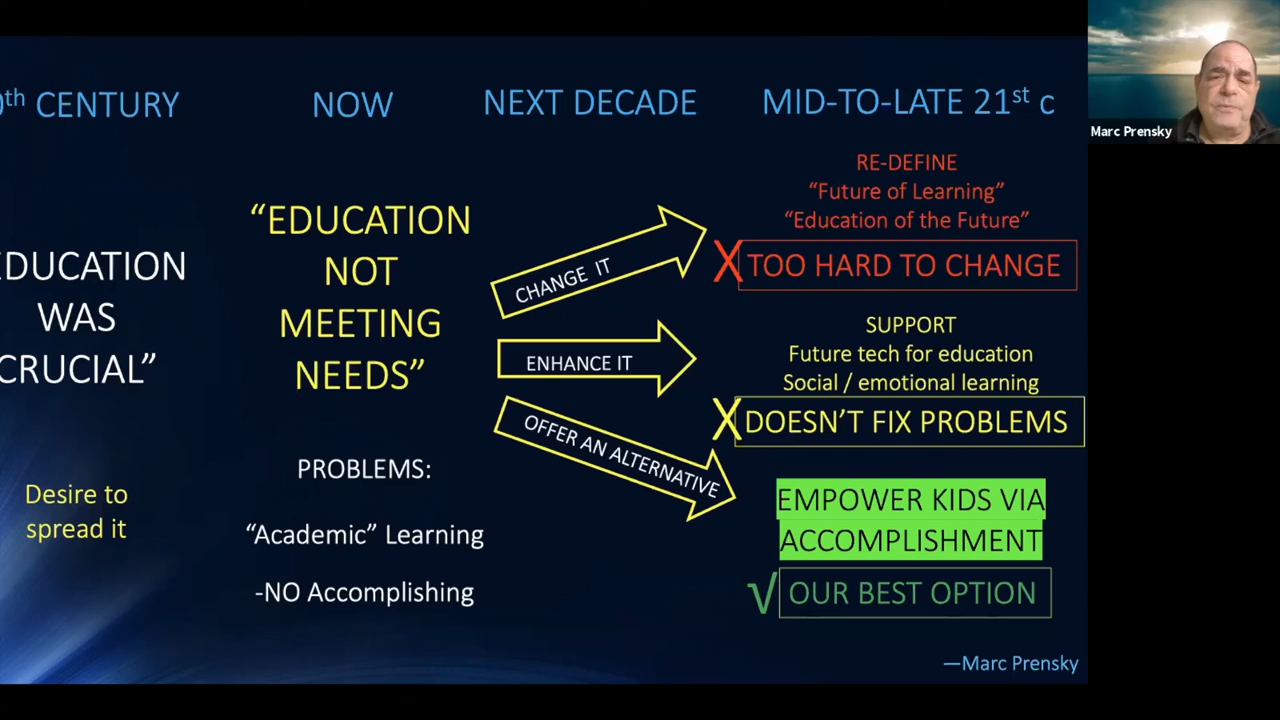 0th CENTURY
NOW
NEXT DECADE
MID-TO-LATE 21st c
EDUCATION
WAS
CRUCIAL”
Desire to
spread it
“EDUCATION
NOT
MEETING
NEEDS”
PROBLEMS:
“Academic” Learning
-NO Accomplishing
CHANGE IT
ENHANCE IT
OFFER AN ALTERNATIVE
RE-DEFINE
“Future of Learning”
“Education of the Future”
X TOO HARD TO CHANGE
SUPPORT
Future tech for education
Social / emotional learning
X DOESN’T FIX PROBLEMS
EMPOWER KIDS VIA
ACCOMPLISHMENT
√ OUR BEST OPTION
—Marc Prensky
Marc Prensky